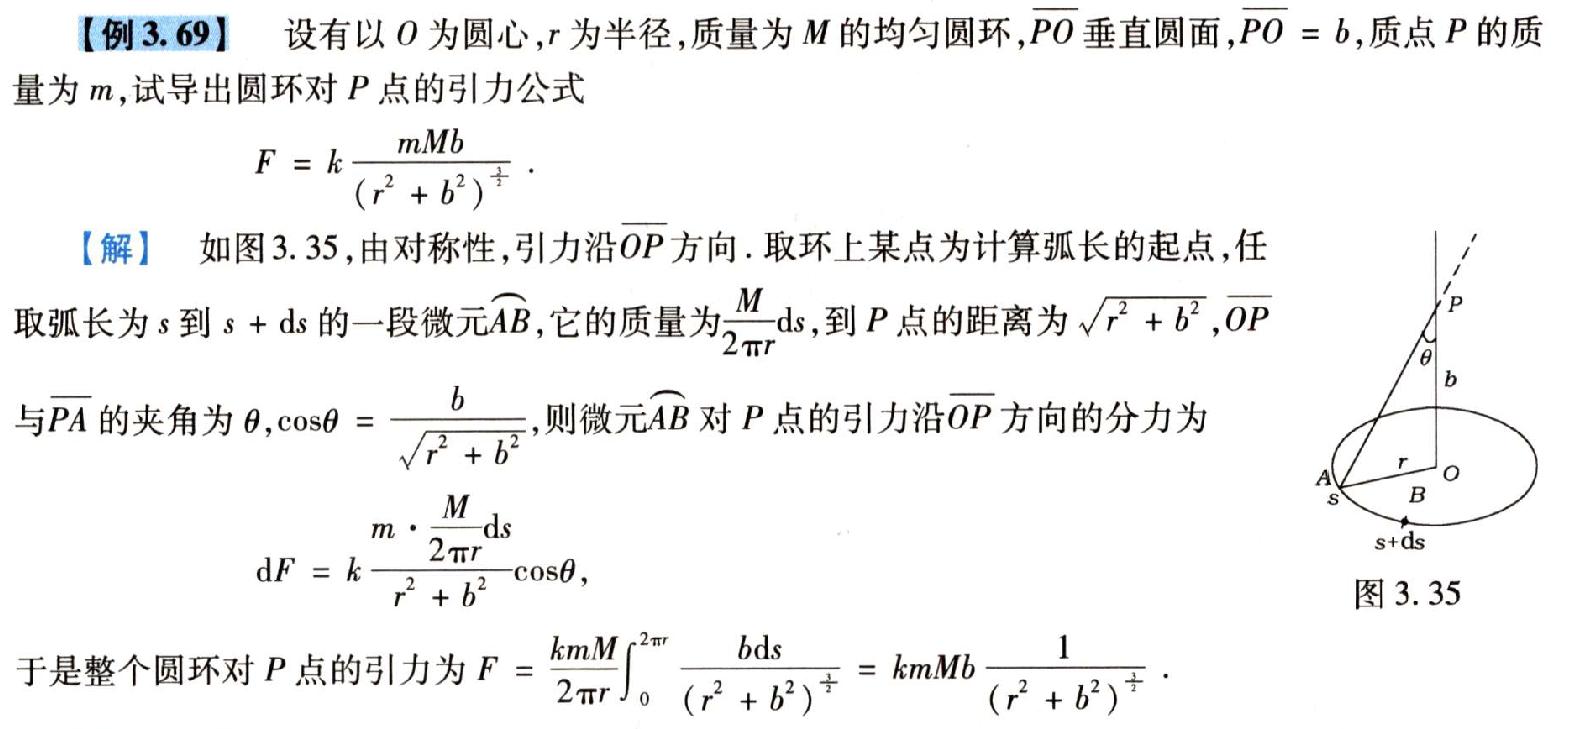 【例3.69】 设有以 O 为圆心,r 为半径,质量为 M 的均匀圆环,$\overline{PO}$ 垂直圆面,$\overline{PO}$ = b,质点 P 的质
量为 m,试导出圆环对 P 点的引力公式
$F = k\frac{mMb}{(r^2 + b^2)^{\frac{3}{2}}}$ .
【解】 如图3.35,由对称性,引力沿$\overline{OP}$方向.取环上某点为计算弧长的起点,任
取弧长为 s 到 s + ds 的一段微元$\overset{\frown}{AB}$,它的质量为$\frac{M}{2\pi r}$ds,到 P 点的距离为 $\sqrt{r^2 + b^2}$,$\overline{OP}$
与$\overline{PA}$ 的夹角为 θ,cosθ = $\frac{b}{\sqrt{r^2 + b^2}}$,则微元$\overset{\frown}{AB}$ 对 P 点的引力沿$\overline{OP}$ 方向的分力为
$dF = k\frac{m \cdot \frac{M}{2\pi r}ds}{r^2 + b^2}\cos\theta$,
于是整个圆环对 P 点的引力为 $F = \frac{kmM}{2\pi r}\int_0^{2\pi r}\frac{bds}{(r^2 + b^2)^{\frac{3}{2}}} = kmMb\frac{1}{(r^2 + b^2)^{\frac{3}{2}}}$ .
P
θ
b
r
A
O
s
B
s+ds
图 3.35